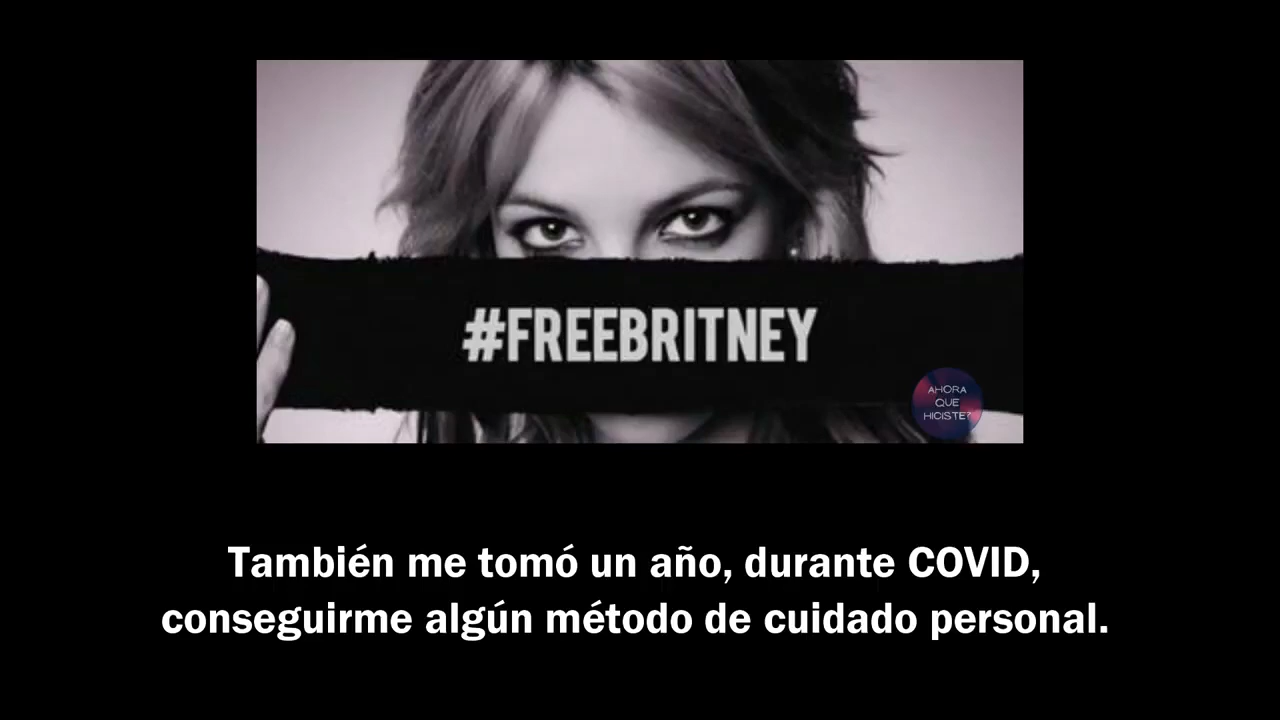 #FREEBRITNEY
AHORA
QUE
HICISTE?
También me tomó un año, durante COVID,
conseguirme algún método de cuidado personal.